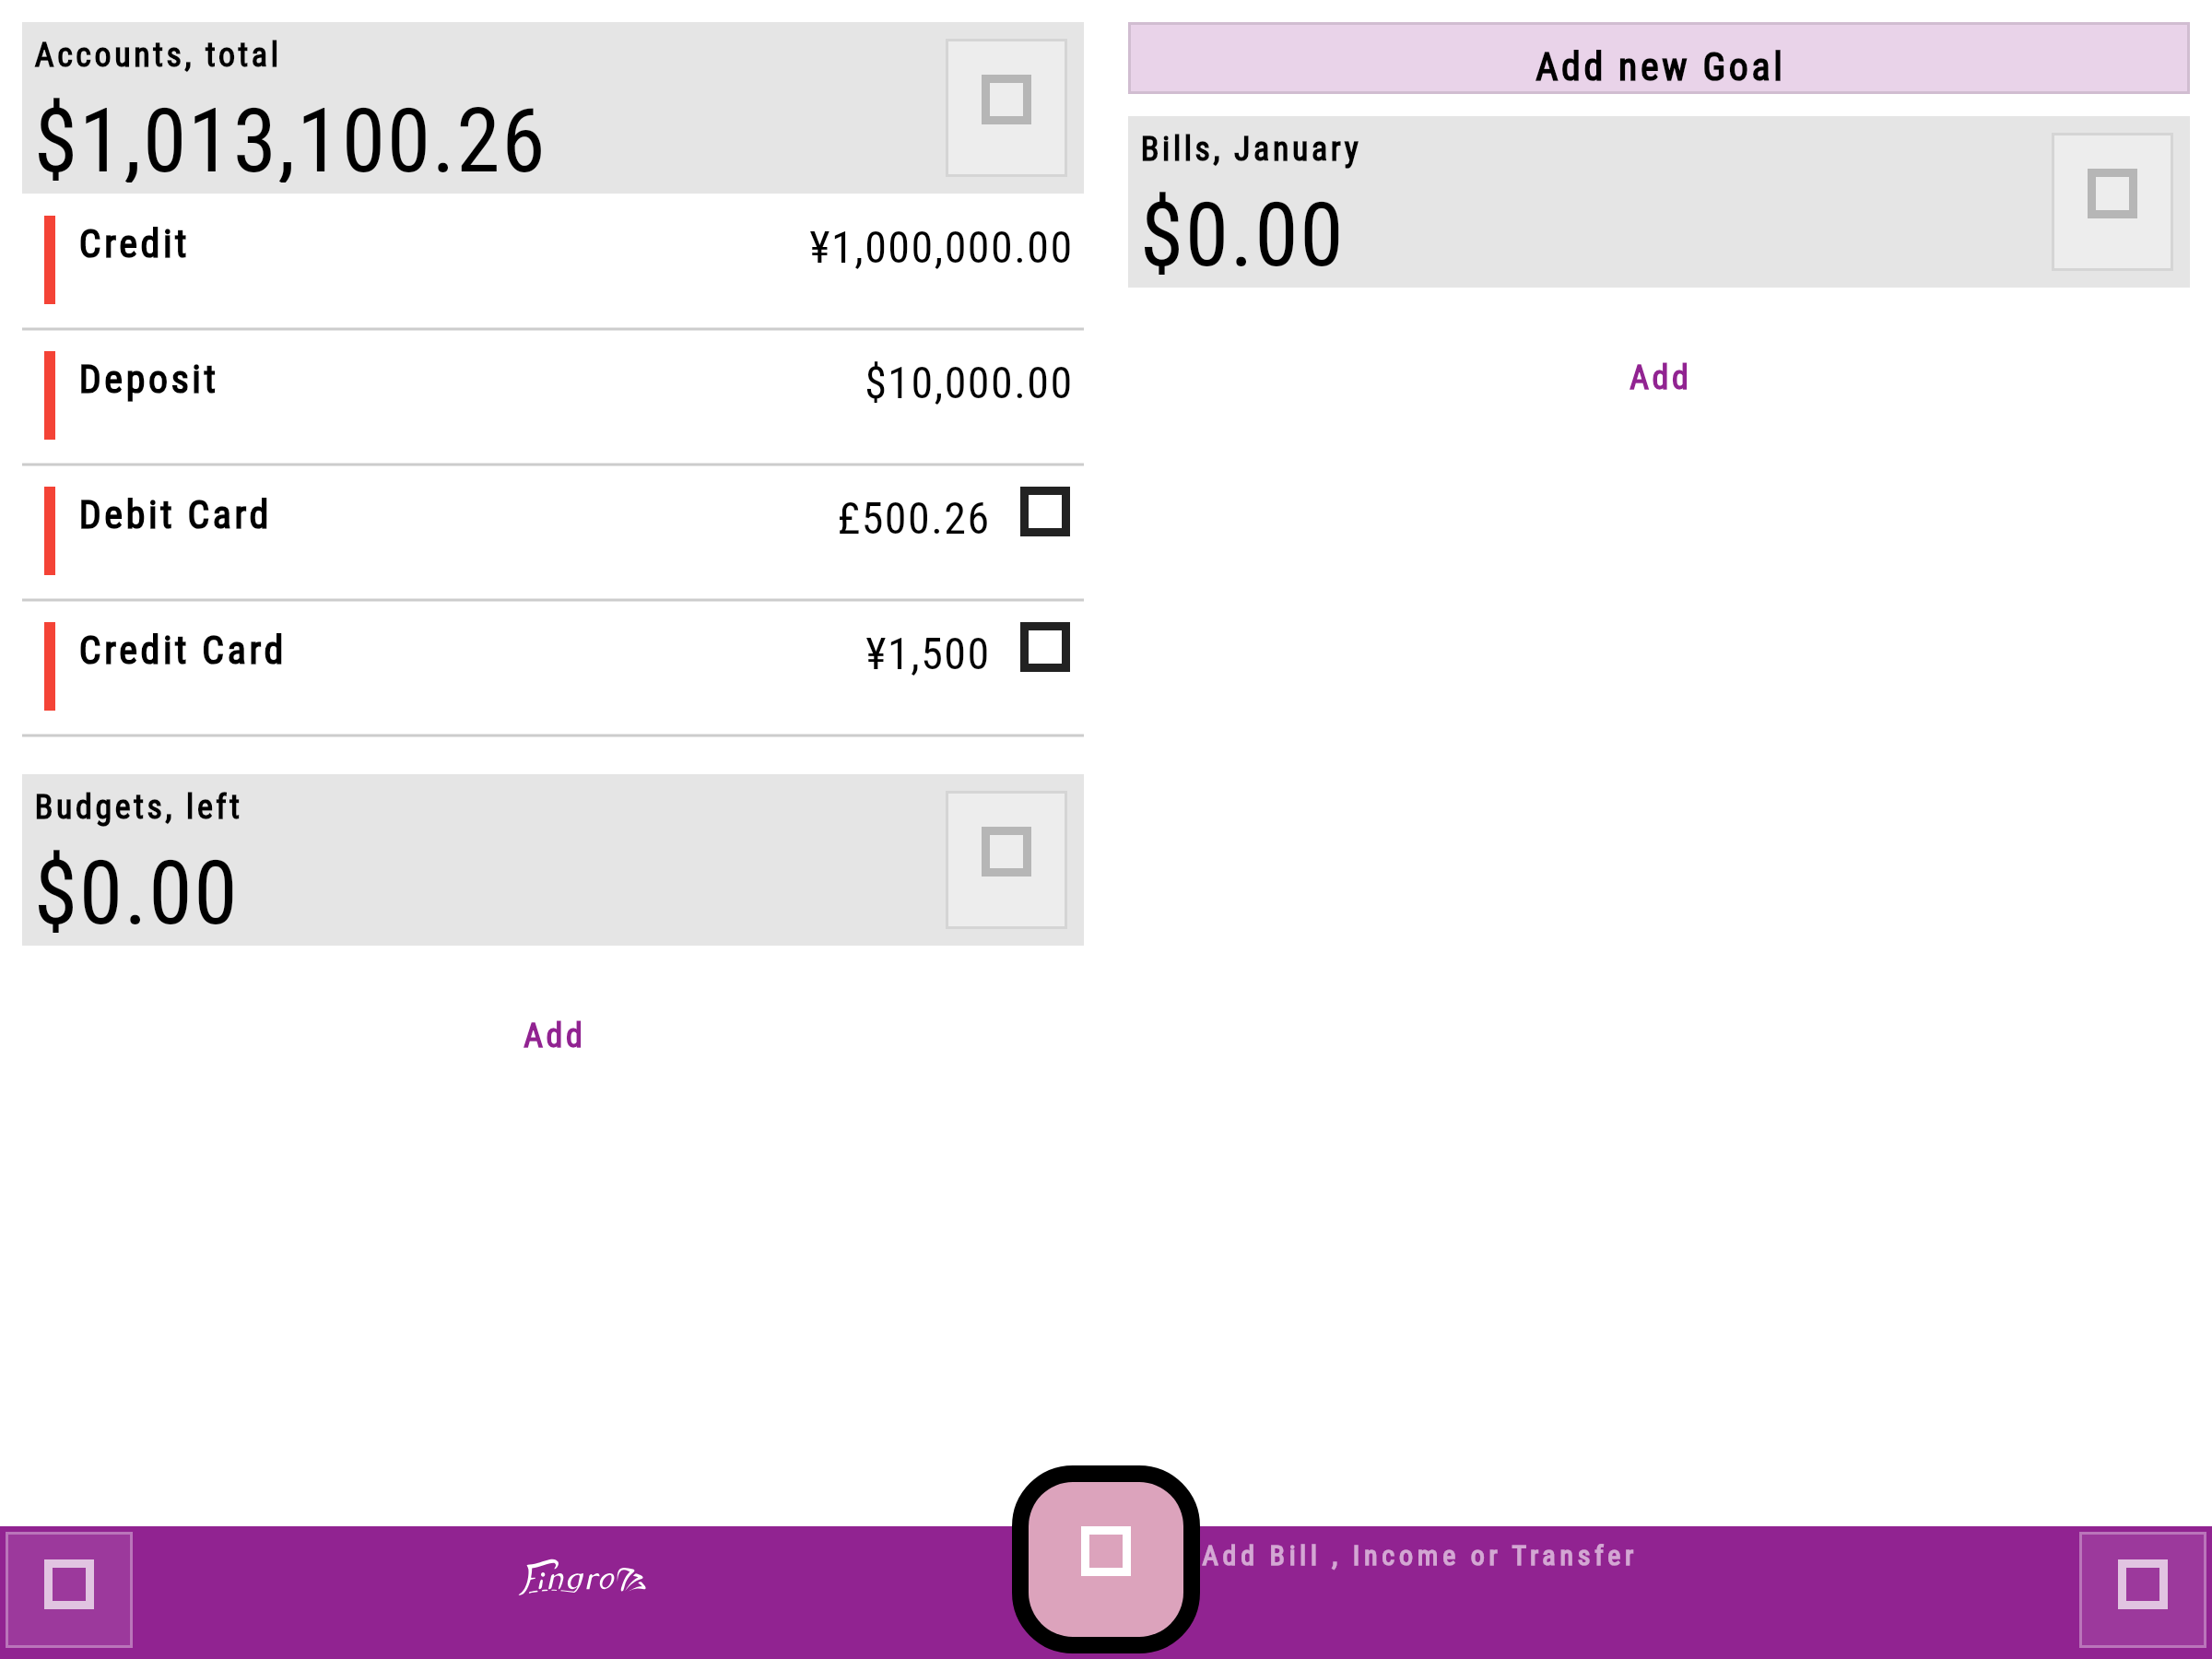 Accounts, total
$1,013,100.26
Credit
¥1,000,000.00
Deposit
$10,000.00
Debit Card
£500.26
Credit Card
¥1,500
Budgets, left
$0.00
Add
Add new Goal
Bills, January
$0.00
Add
Fingro
Add Bill , Income or Transfer